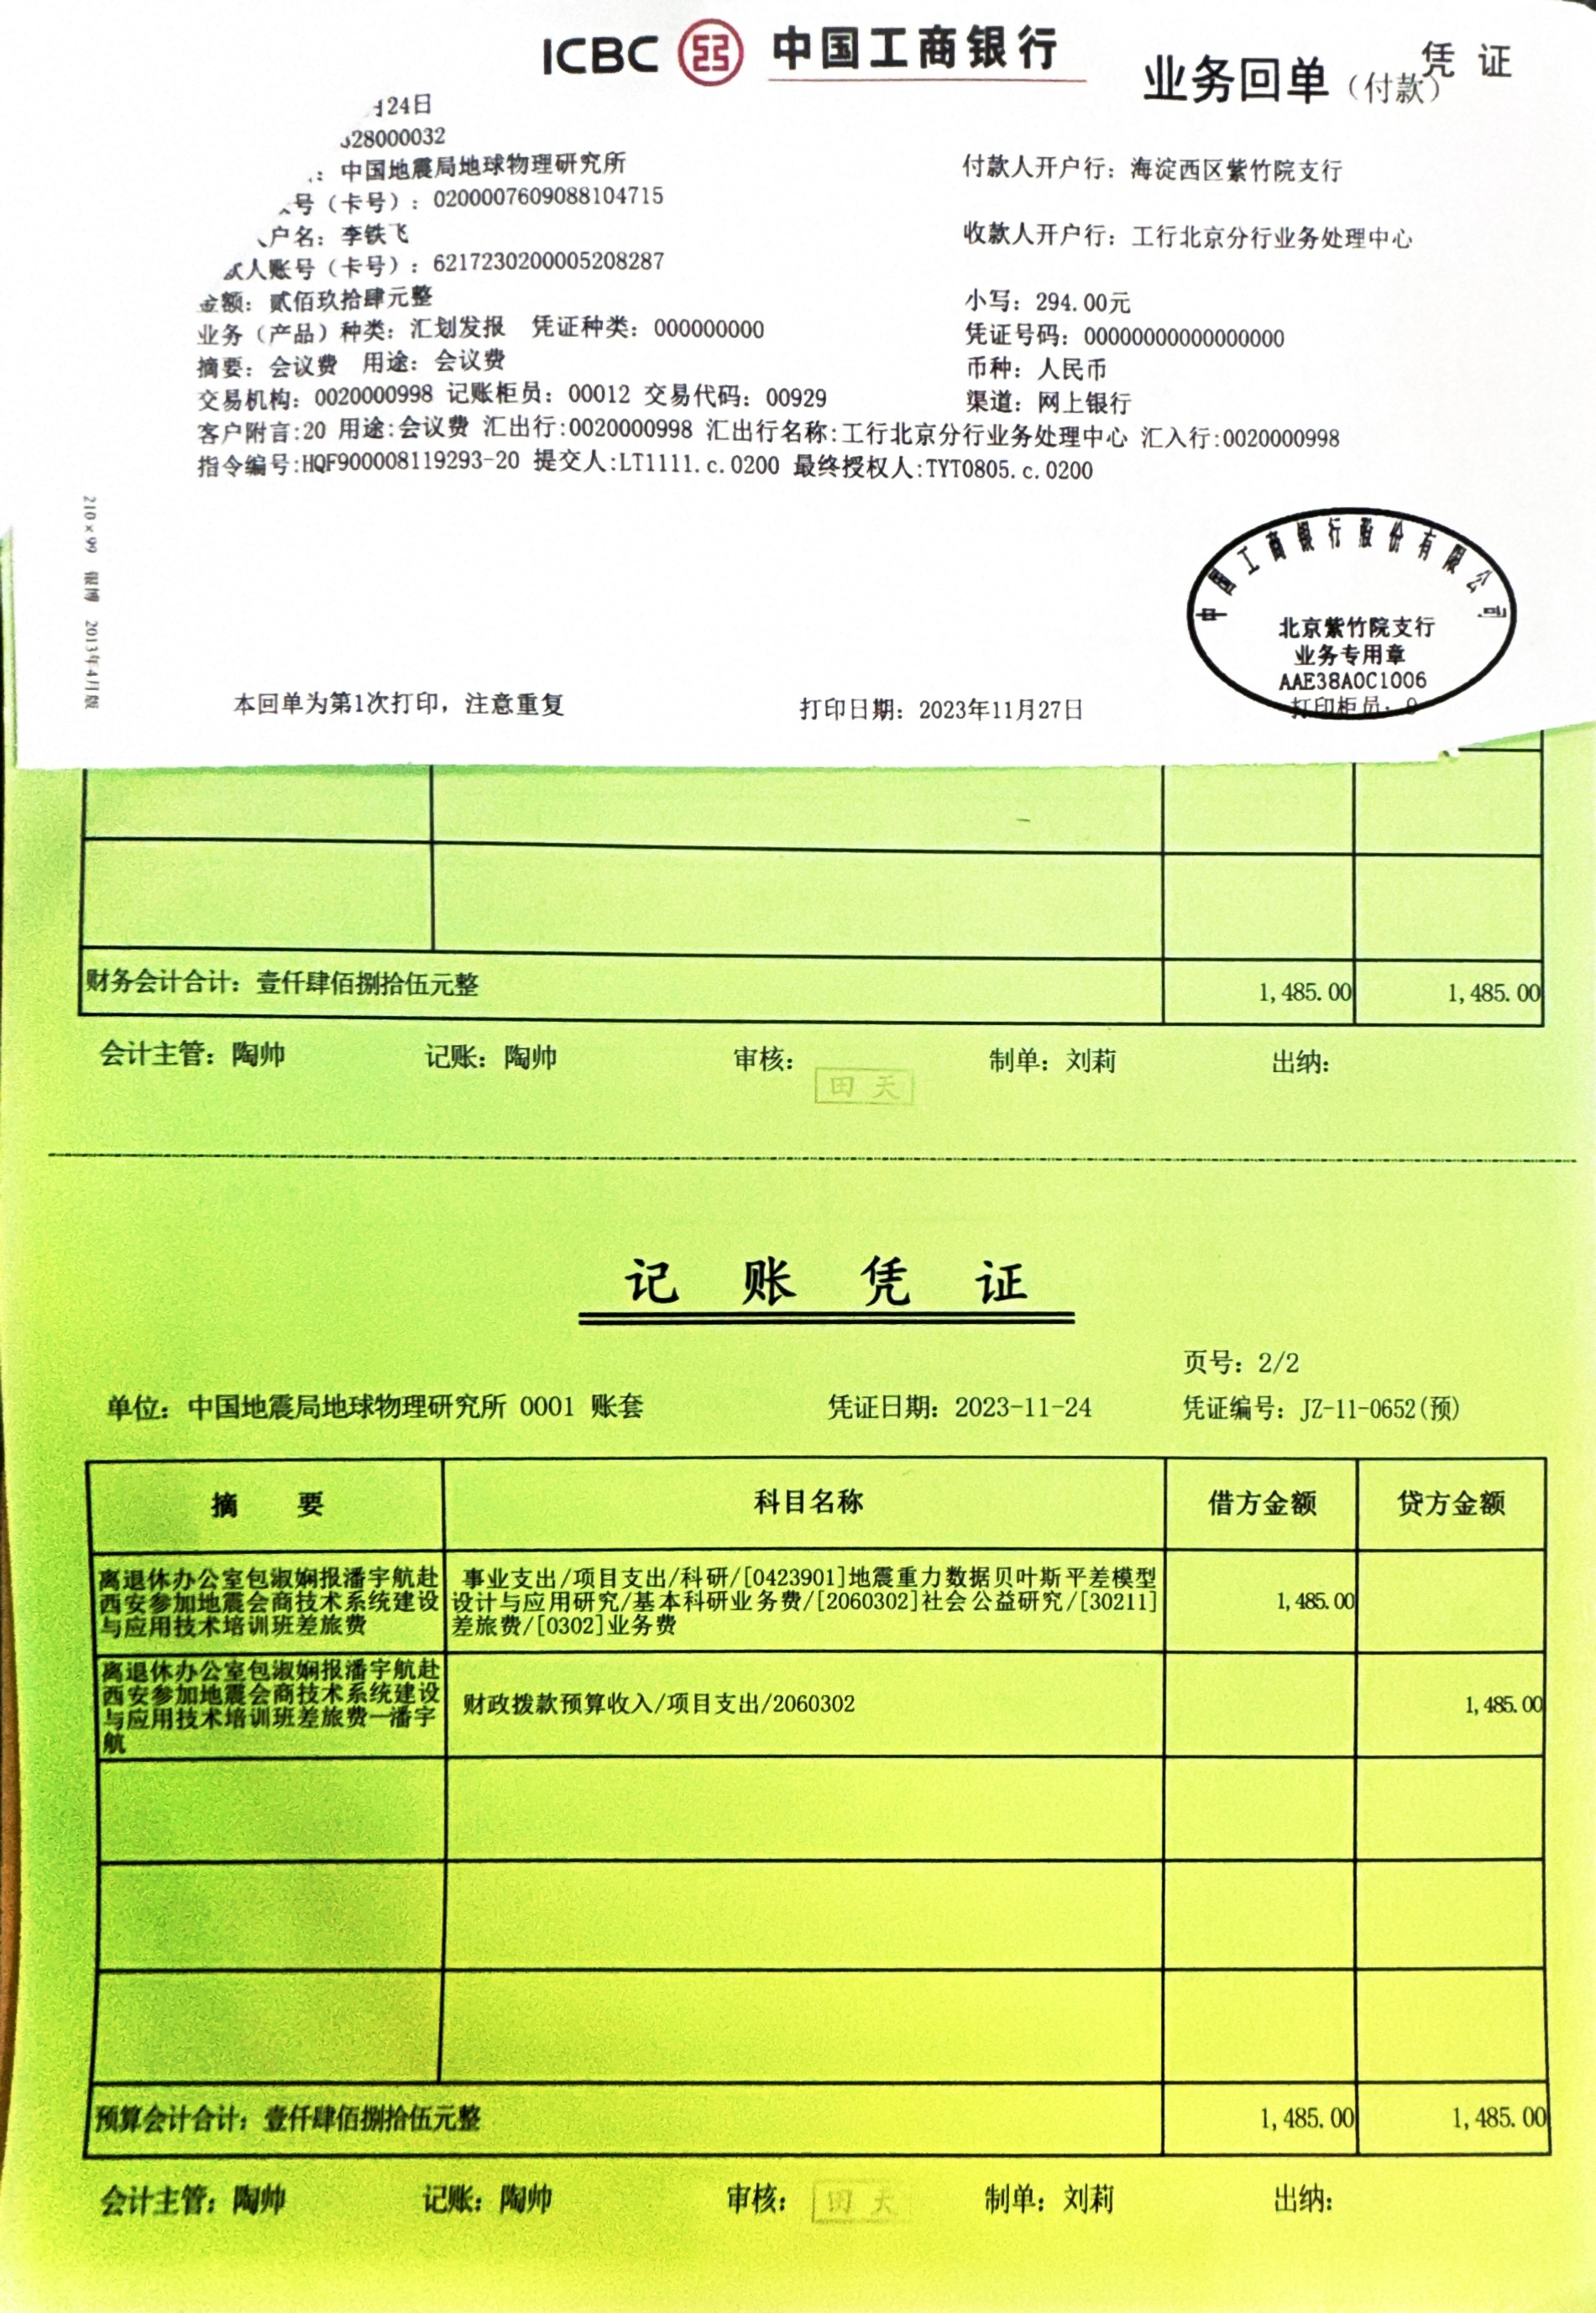 ICBC 中国工商银行
凭 证
业务回单（付款）
月24日
28000032
：中国地震局地球物理研究所
付款人开户行：海淀西区紫竹院支行
号（卡号）：0200007609088104715
户名：李铁飞
收款人开户行：工行北京分行业务处理中心
款人账号（卡号）：6217230200005208287
金额：贰佰玖拾肆元整
小写：294.00元
业务（产品）种类：汇划发报 凭证种类：000000000
凭证号码：00000000000000000
摘要：会议费 用途：会议费
币种：人民币
交易机构：0020000998 记账柜员：00012 交易代码：00929
渠道：网上银行
客户附言:20 用途:会议费 汇出行:0020000998 汇出行名称:工行北京分行业务处理中心 汇入行:0020000998
指令编号:HQF900008119293-20 提交人:LT1111.c.0200 最终授权人:TYT0805.c.0200
210×99 银博 2013年4月版
中国工商银行股份有限公司
北京紫竹院支行
业务专用章
AAE38A0C1006
本回单为第1次打印，注意重复
打印日期：2023年11月27日
打印柜员：9
财务会计合计：壹仟肆佰捌拾伍元整 1,485.00 1,485.00
会计主管：陶帅 记账：陶帅 审核： 制单：刘莉 出纳：
田天
记 账 凭 证
页号：2/2
单位：中国地震局地球物理研究所 0001 账套 凭证日期：2023-11-24 凭证编号：JZ-11-0652(预)
摘 要 科目名称 借方金额 贷方金额
离退休办公室包淑娴报潘宇航赴
西安参加地震会商技术系统建设
与应用技术培训班差旅费
事业支出/项目支出/科研/[0423901]地震重力数据贝叶斯平差模型
设计与应用研究/基本科研业务费/[2060302]社会公益研究/[30211]
差旅费/[0302]业务费
1,485.00
离退休办公室包淑娴报潘宇航赴
西安参加地震会商技术系统建设
与应用技术培训班差旅费—潘宇
航
财政拨款预算收入/项目支出/2060302
1,485.00
预算会计合计：壹仟肆佰捌拾伍元整 1,485.00 1,485.00
会计主管：陶帅 记账：陶帅 审核： 制单：刘莉 出纳：
田天